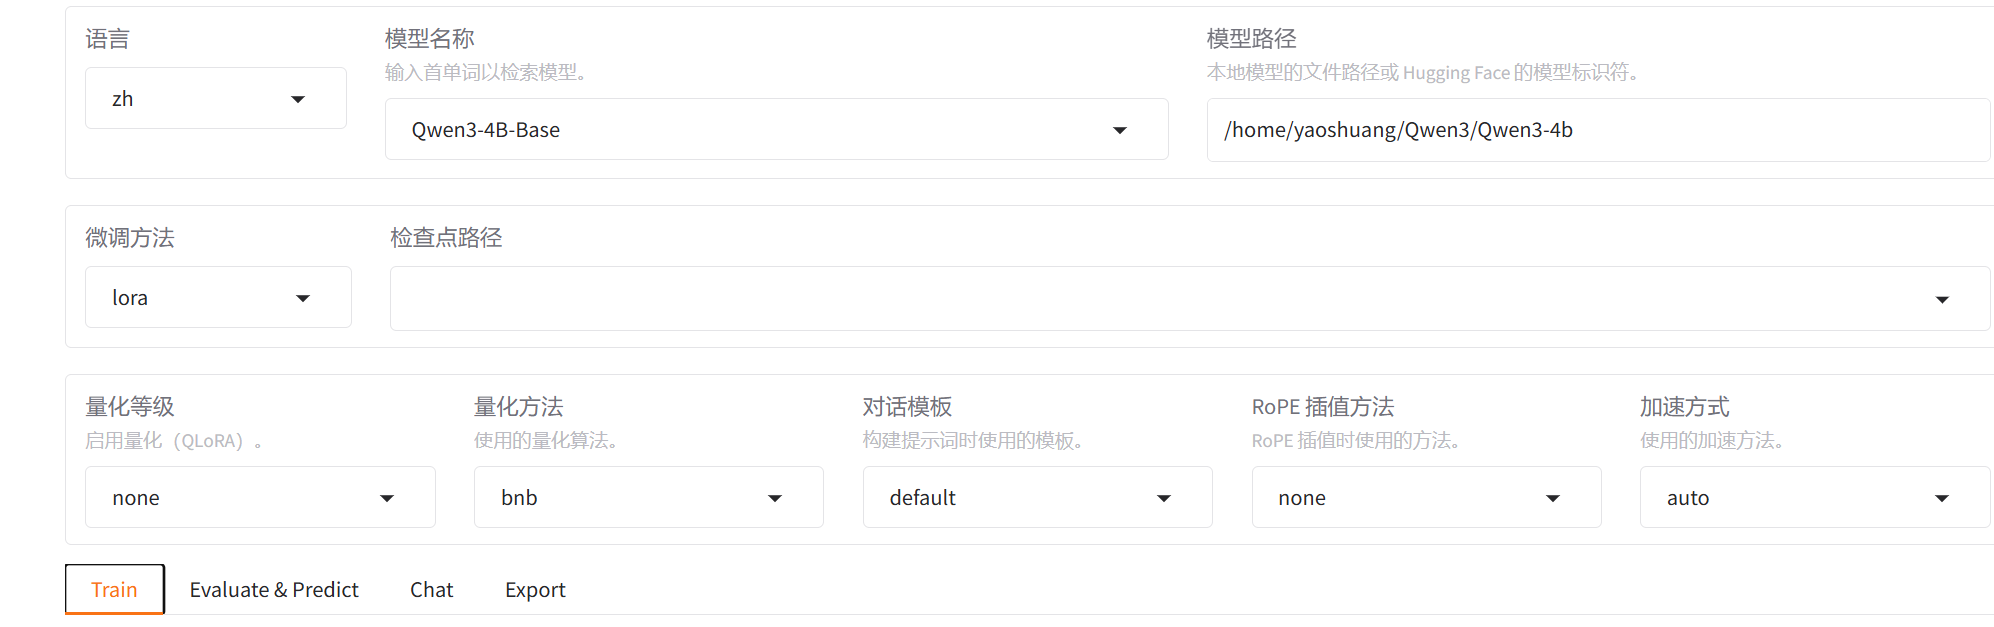 语言
zh
模型名称
输入首单词以检索模型。
Qwen3-4B-Base
模型路径
本地模型的文件路径或 Hugging Face 的模型标识符。
/home/yaoshuang/Qwen3/Qwen3-4b
微调方法
lora
检查点路径
量化等级
启用量化（QLoRA）。
none
量化方法
使用的量化算法。
bnb
对话模板
构建提示词时使用的模板。
default
RoPE 插值方法
RoPE 插值时使用的方法。
none
加速方式
使用的加速方法。
auto
Train Evaluate & Predict Chat Export